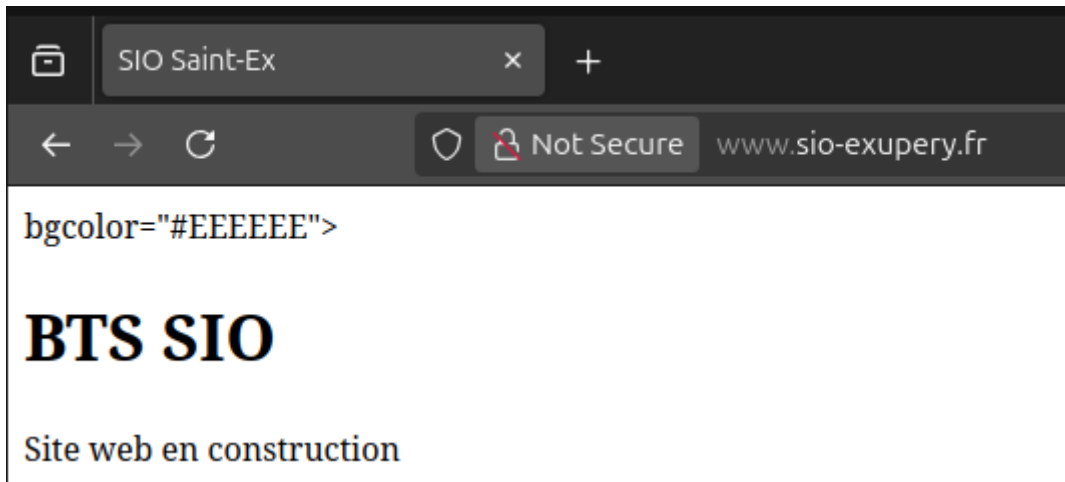 SIO Saint-Ex
Not Secure www.sio-exupery.fr
bgcolor="#EEEEEE">
BTS SIO
Site web en construction